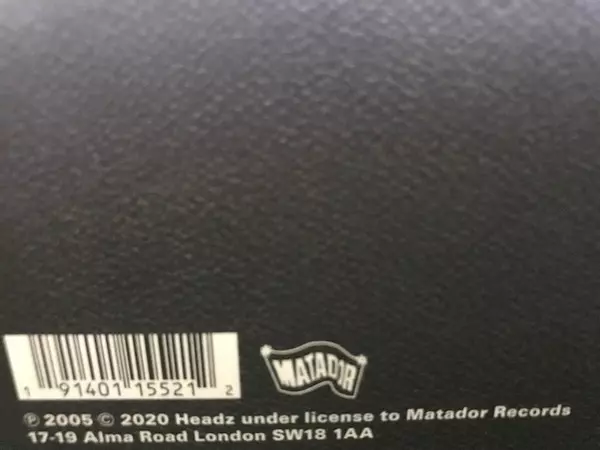 MATADOR
1 91401 15521 2
℗ 2005 © 2020 Headz under license to Matador Records
17-19 Alma Road London SW18 1AA